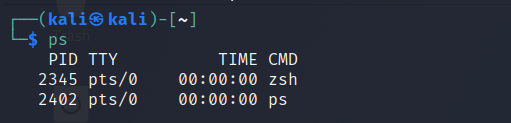 ┌──(kali㉿kali)-[~]
└─$ ps
    PID TTY          TIME CMD
   2345 pts/0    00:00:00 zsh
   2402 pts/0    00:00:00 ps